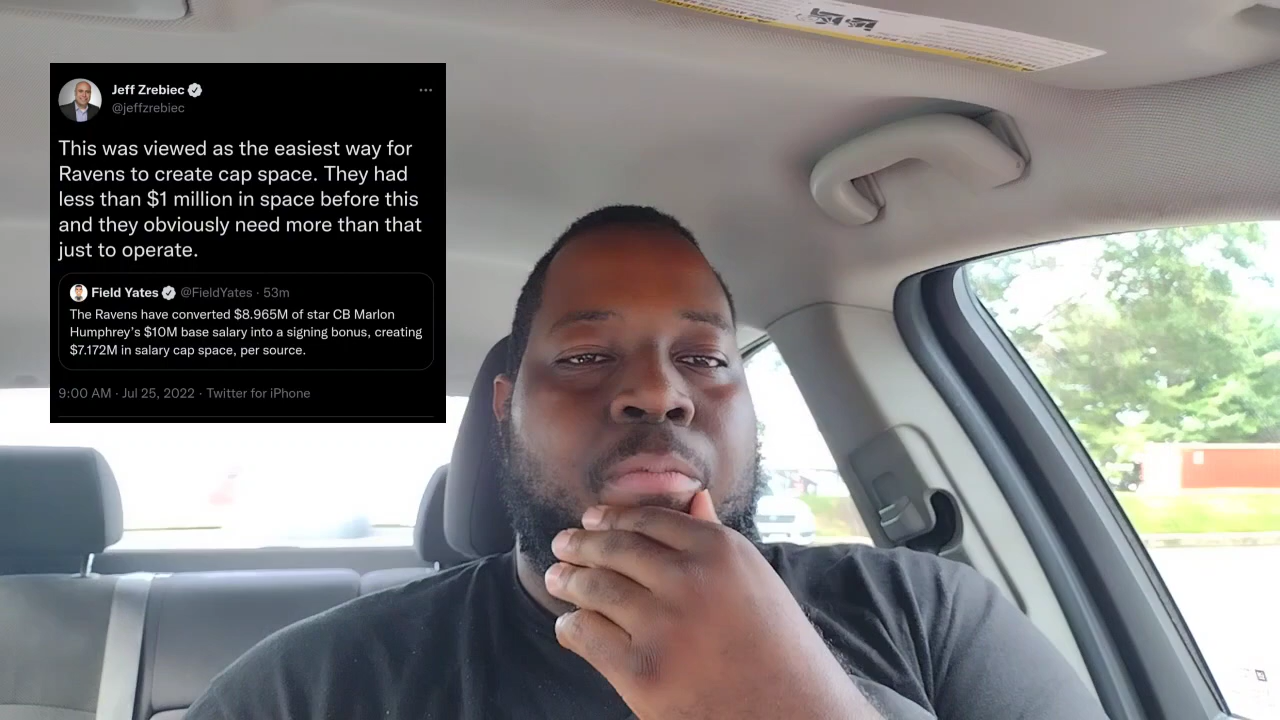 Jeff Zrebiec
@jeffzrebiec
This was viewed as the easiest way for
Ravens to create cap space. They had
less than $1 million in space before this
and they obviously need more than that
just to operate.
Field Yates @FieldYates · 53m
The Ravens have converted $8.965M of star CB Marlon
Humphrey's $10M base salary into a signing bonus, creating
$7.172M in salary cap space, per source.
9:00 AM · Jul 25, 2022 · Twitter for iPhone